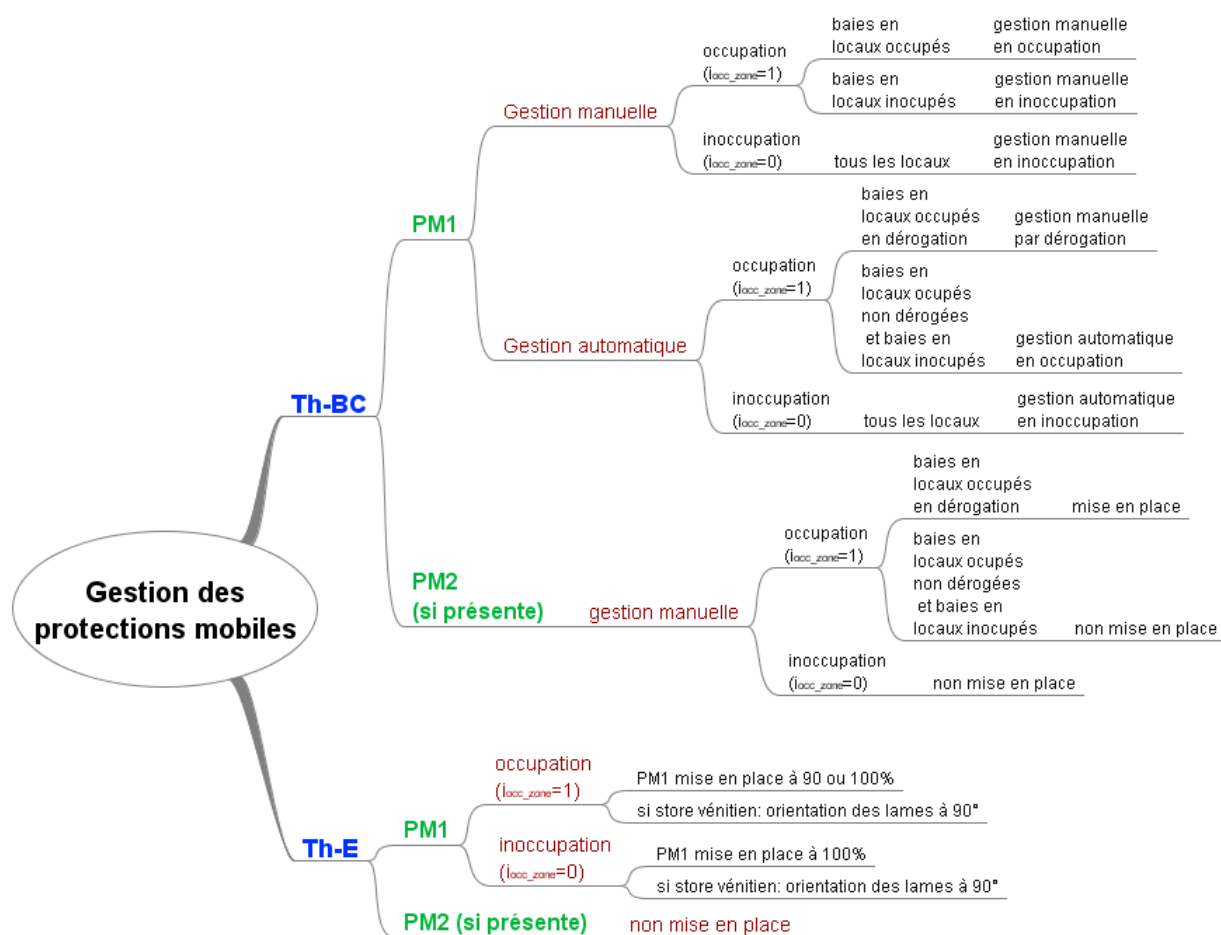 baies en
locaux occupés
gestion manuelle
en occupation
occupation
(iocc_zone=1)
baies en
locaux inocupés
gestion manuelle
en inoccupation
Gestion manuelle
inoccupation
(iocc_zone=0)
tous les locaux
gestion manuelle
en inoccupation
PM1
baies en
locaux occupés
en dérogation
gestion manuelle
par dérogation
occupation
(iocc_zone=1)
baies en
locaux ocupés
non dérogées
et baies en
locaux inocupés
gestion automatique
en occupation
Gestion automatique
inoccupation
(iocc_zone=0)
tous les locaux
gestion automatique
en inoccupation
Th-BC
baies en
locaux occupés
en dérogation
mise en place
occupation
(iocc_zone=1)
baies en
locaux ocupés
non dérogées
et baies en
locaux inocupés
non mise en place
PM2
(si présente)
gestion manuelle
inoccupation
(iocc_zone=0)
non mise en place
Gestion des
protections mobiles
occupation
(iocc_zone=1)
PM1 mise en place à 90 ou 100%
si store vénitien: orientation des lames à 90°
PM1
Th-E
inoccupation
(iocc_zone=0)
PM1 mise en place à 100%
si store vénitien: orientation des lames à 90°
PM2 (si présente)
non mise en place